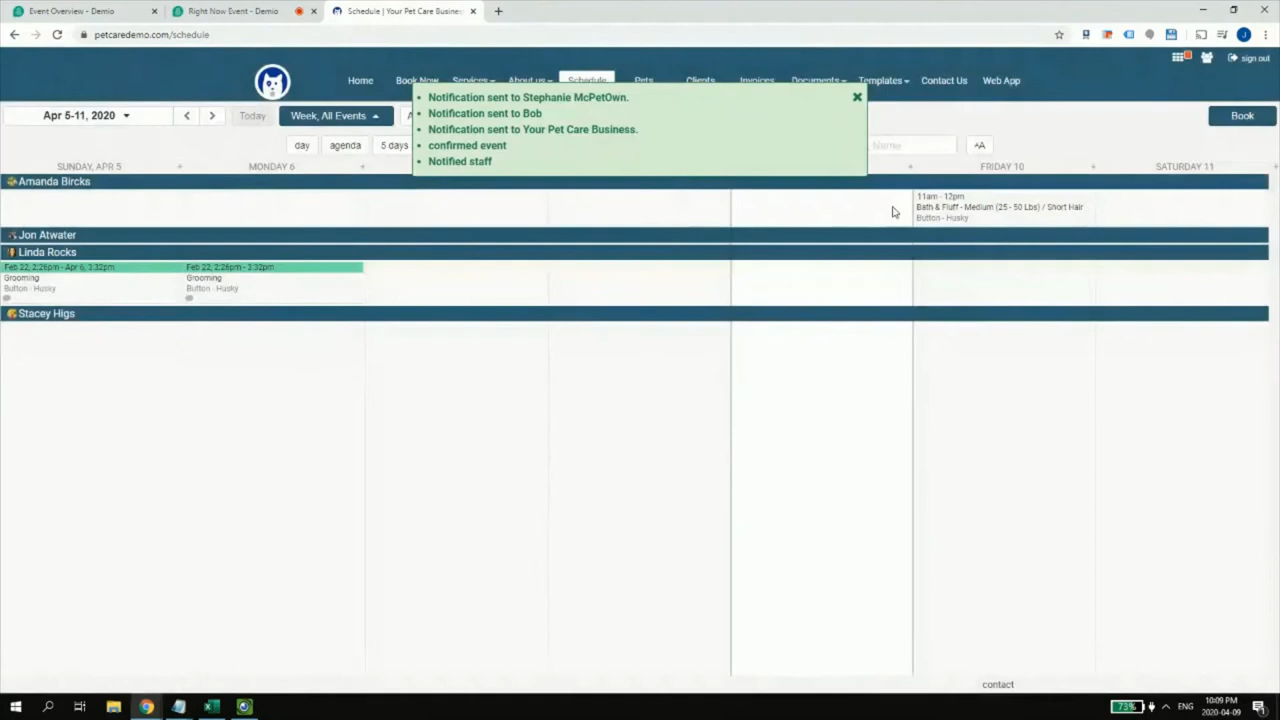 Event Overview - Demio
Right Now Event - Demio
Schedule | Your Pet Care Busines
petcaredemo.com/schedule
sign out
Home
Book Now
Services
About us
Schedule
Pets
Clients
Invoices
Documents
Templates
Contact Us
Web App
Notification sent to Stephanie McPetOwn.
Notification sent to Bob
Notification sent to Your Pet Care Business.
confirmed event
Notified staff
Apr 5-11, 2020
Today
Week, All Events
Book
day
agenda
5 days
Name
SUNDAY, APR 5
MONDAY 6
FRIDAY 10
SATURDAY 11
Amanda Bircks
11am - 12pm
Bath & Fluff - Medium (25 - 50 Lbs) / Short Hair
Button - Husky
Jon Atwater
Linda Rocks
Feb 22, 2:26pm - Apr 6, 3:32pm
Grooming
Button - Husky
Feb 22, 2:26pm - 3:32pm
Grooming
Button - Husky
Stacey Higs
contact
73%
ENG
10:09 PM
2020-04-09